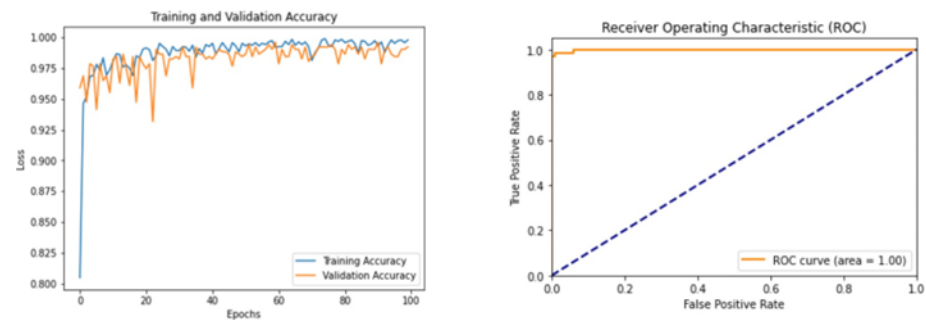 Training and Validation Accuracy
1.000
0.975
0.950
0.925
0.900
0.875
0.850
0.825
0.800
Loss
0 20 40 60 80 100
Epochs
Training Accuracy
Validation Accuracy
Receiver Operating Characteristic (ROC)
1.0
0.8
0.6
0.4
0.2
0.0
True Positive Rate
0.0 0.2 0.4 0.6 0.8 1.0
False Positive Rate
ROC curve (area = 1.00)